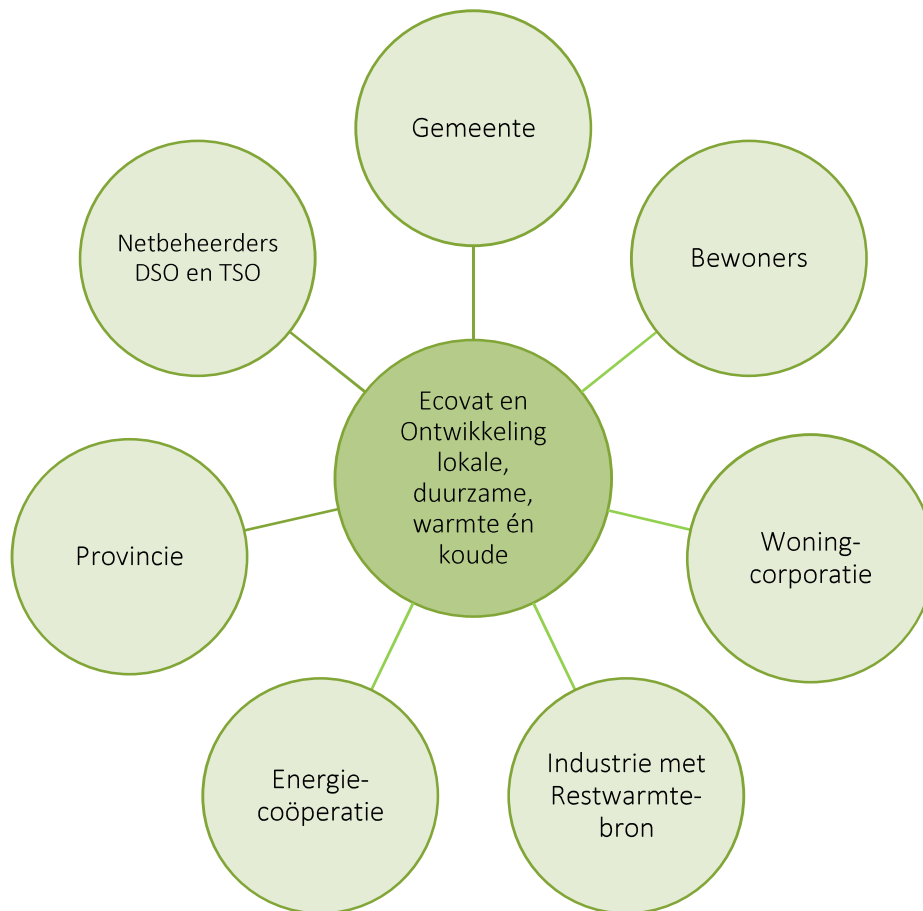 Gemeente
Bewoners
Woning-
corporatie
Industrie met
Restwarmte-
bron
Energie-
coöperatie
Provincie
Netbeheerders
DSO en TSO
Ecovat en
Ontwikkeling
lokale,
duurzame,
warmte én
koude